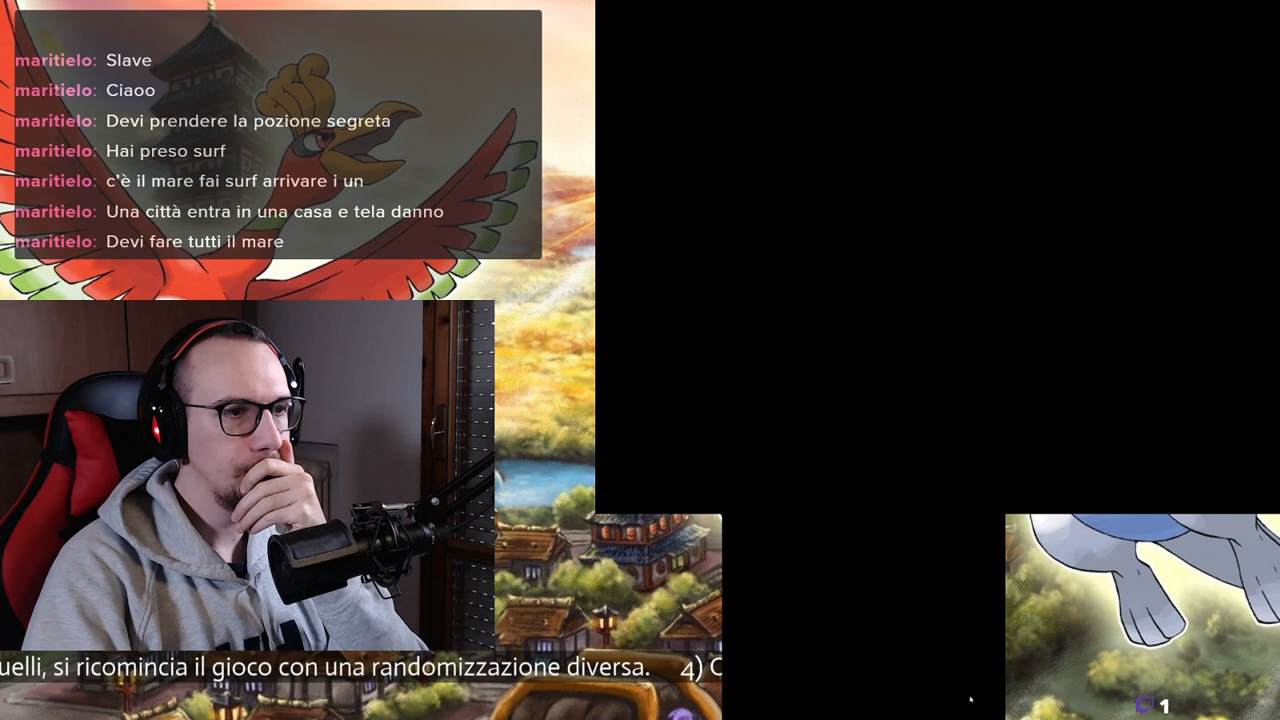 maritielo: Slave
maritielo: Ciaoo
maritielo: Devi prendere la pozione segreta
maritielo: Hai preso surf
maritielo: c'è il mare fai surf arrivare i un
maritielo: Una città entra in una casa e tela danno
maritielo: Devi fare tutti il mare
uelli, si ricomincia il gioco con una randomizzazione diversa. 4) C
1